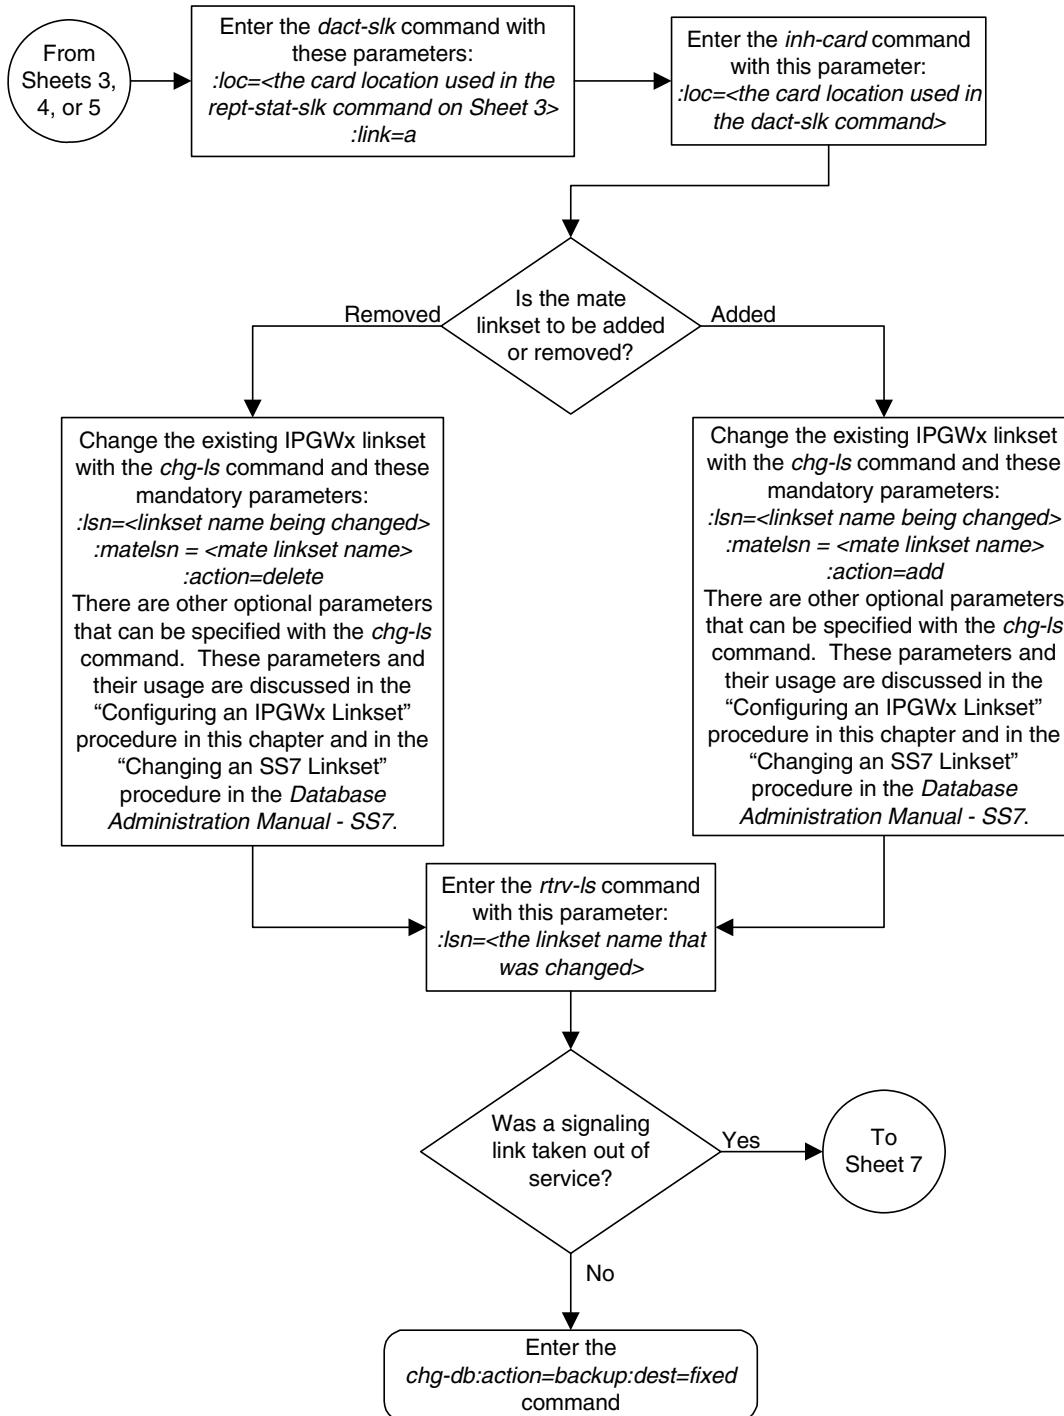 From
Sheets 3,
4, or 5
Enter the dact-slk command with
these parameters:
:loc=<the card location used in the
rept-stat-slk command on Sheet 3>
:link=a
Enter the inh-card command
with this parameter:
:loc=<the card location used in
the dact-slk command>
Is the mate
linkset to be added
or removed?
Removed
Added
Change the existing IPGWx linkset
with the chg-ls command and these
mandatory parameters:
:lsn=<linkset name being changed>
:matelsn = <mate linkset name>
:action=delete
There are other optional parameters
that can be specified with the chg-ls
command.  These parameters and
their usage are discussed in the
“Configuring an IPGWx Linkset”
procedure in this chapter and in the
“Changing an SS7 Linkset”
procedure in the Database
Administration Manual - SS7.
Change the existing IPGWx linkset
with the chg-ls command and these
mandatory parameters:
:lsn=<linkset name being changed>
:matelsn = <mate linkset name>
:action=add
There are other optional parameters
that can be specified with the chg-ls
command.  These parameters and
their usage are discussed in the
“Configuring an IPGWx Linkset”
procedure in this chapter and in the
“Changing an SS7 Linkset”
procedure in the Database
Administration Manual - SS7.
Enter the rtrv-ls command
with this parameter:
:lsn=<the linkset name that
was changed>
Was a signaling
link taken out of
service?
Yes
To
Sheet 7
No
Enter the
chg-db:action=backup:dest=fixed
command